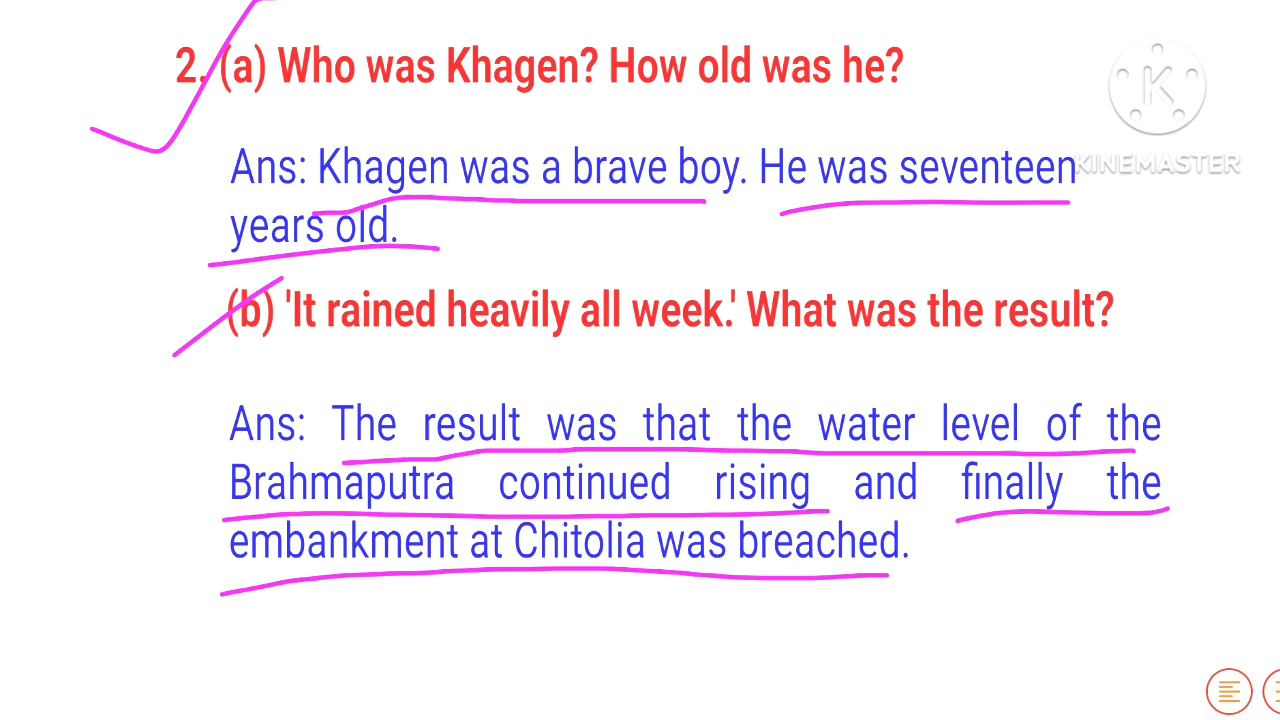 2. (a) Who was Khagen? How old was he?
K
KINEMASTER
Ans: Khagen was a brave boy. He was seventeen
years old.
(b) 'It rained heavily all week.' What was the result?
Ans: The result was that the water level of the
Brahmaputra continued rising and finally the
embankment at Chitolia was breached.